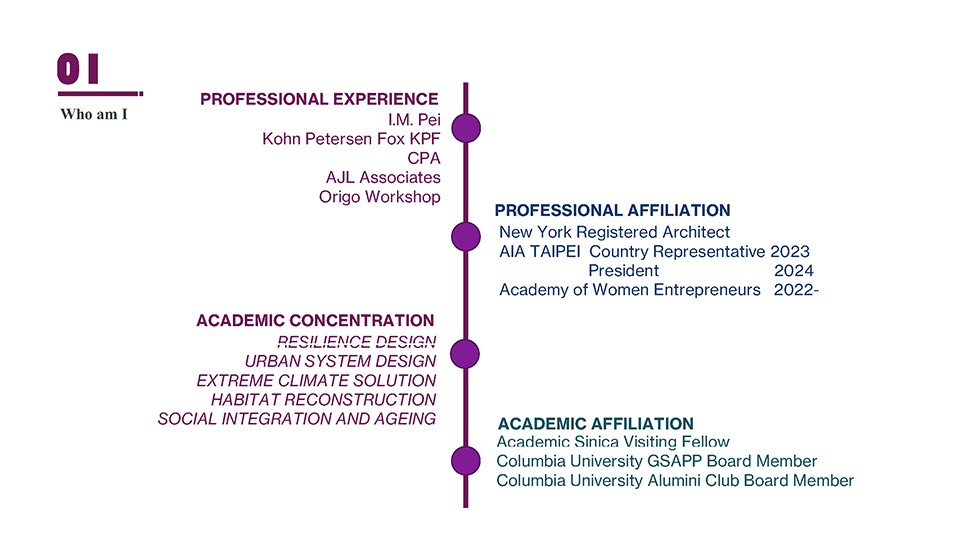 01
Who am I
PROFESSIONAL EXPERIENCE
I.M. Pei
Kohn Petersen Fox KPF
CPA
AJL Associates
Origo Workshop
PROFESSIONAL AFFILIATION
New York Registered Architect
AIA TAIPEI Country Representative 2023
President 2024
Academy of Women Entrepreneurs 2022-
ACADEMIC CONCENTRATION
RESILIENCE DESIGN
URBAN SYSTEM DESIGN
EXTREME CLIMATE SOLUTION
HABITAT RECONSTRUCTION
SOCIAL INTEGRATION AND AGEING
ACADEMIC AFFILIATION
Academic Sinica Visiting Fellow
Columbia University GSAPP Board Member
Columbia University Alumini Club Board Member